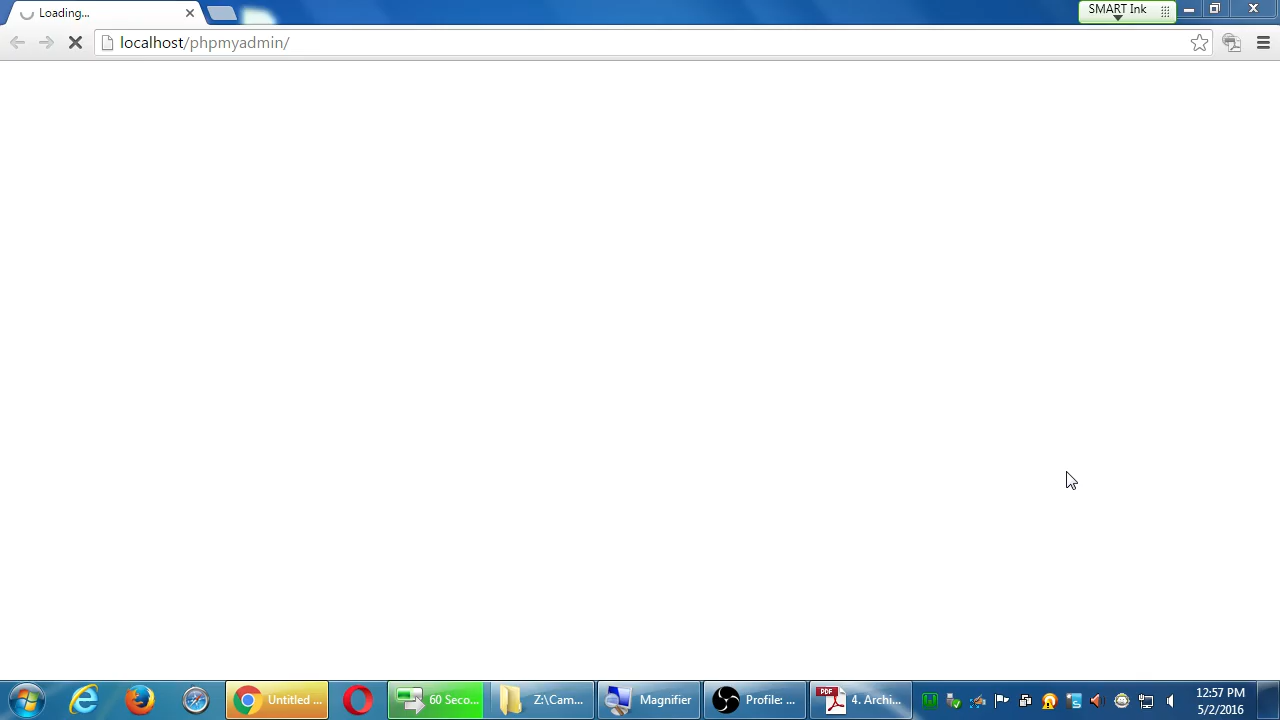 Loading...
SMART Ink
localhost/phpmyadmin/
Untitled ...
60 Seco...
Z:\Cam...
Magnifier
Profile: ...
PDF
4. Archi...
12:57 PM
5/2/2016